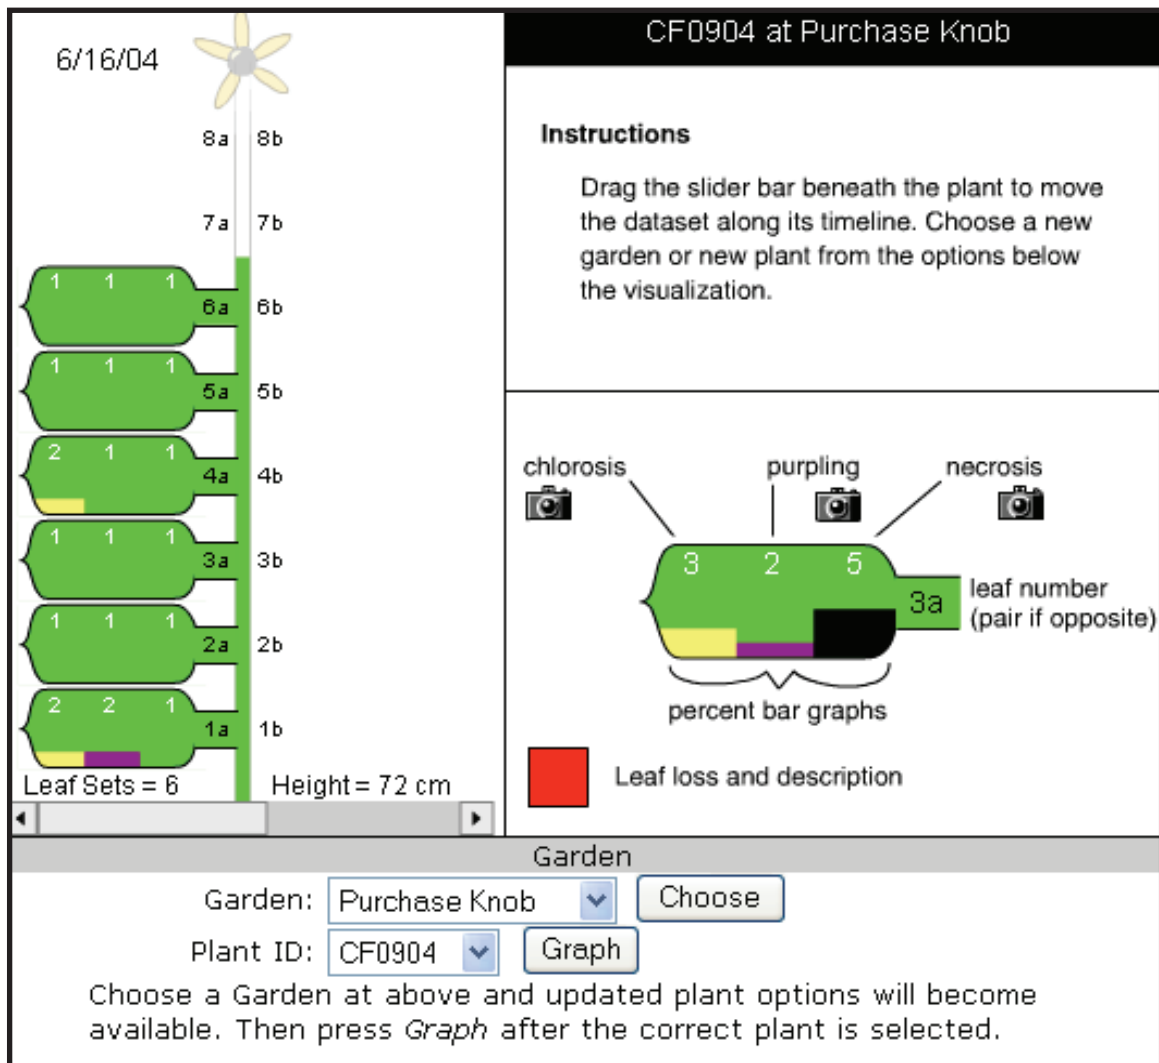 6/16/04
8a 8b
7a 7b
1 1 1
6a 6b
1 1 1
5a 5b
2 1 1
4a 4b
1 1 1
3a 3b
1 1 1
2a 2b
2 2 1
1a 1b
Leaf Sets = 6 Height = 72 cm
CF0904 at Purchase Knob
Instructions
Drag the slider bar beneath the plant to move
the dataset along its timeline. Choose a new
garden or new plant from the options below
the visualization.
chlorosis purpling necrosis
3 2 5
3a
leaf number
(pair if opposite)
percent bar graphs
Leaf loss and description
Garden
Garden: Purchase Knob Choose
Plant ID: CF0904 Graph
Choose a Garden at above and updated plant options will become
available. Then press Graph after the correct plant is selected.